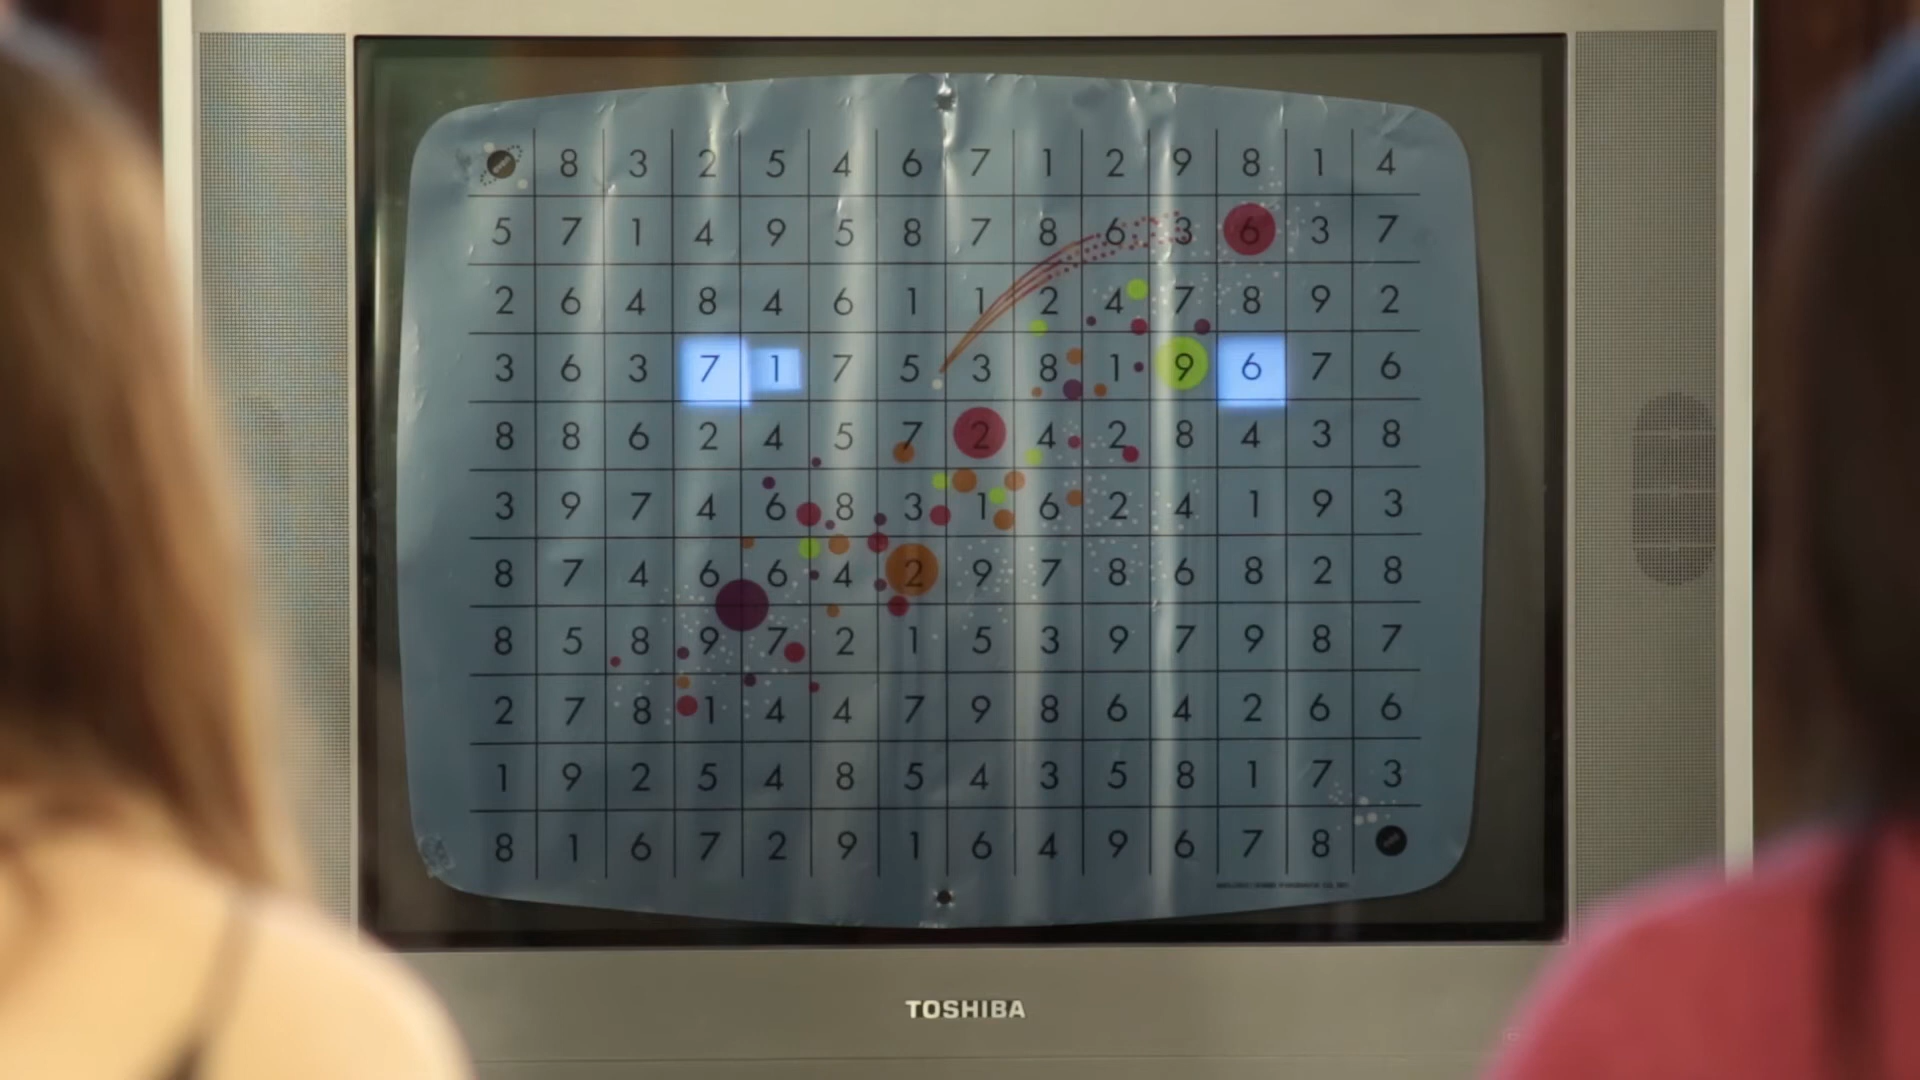 8 3 2 5 4 6 7 1 2 9 8 1 4
5 7 1 4 9 5 8 7 8 6 3 6 3 7
2 6 4 8 4 6 1 1 2 4 7 8 9 2
3 6 3 7 1 7 5 3 8 1 9 6 7 6
8 8 6 2 4 5 7 2 4 2 8 4 3 8
3 9 7 4 6 8 3 1 6 2 4 1 9 3
8 7 4 6 6 4 2 9 7 8 6 8 2 8
8 5 8 9 7 2 1 5 3 9 7 9 8 7
2 7 8 1 4 4 7 9 8 6 4 2 6 6
1 9 2 5 4 8 5 4 3 5 8 1 7 3
8 1 6 7 2 9 1 6 4 9 6 7 8
TOSHIBA